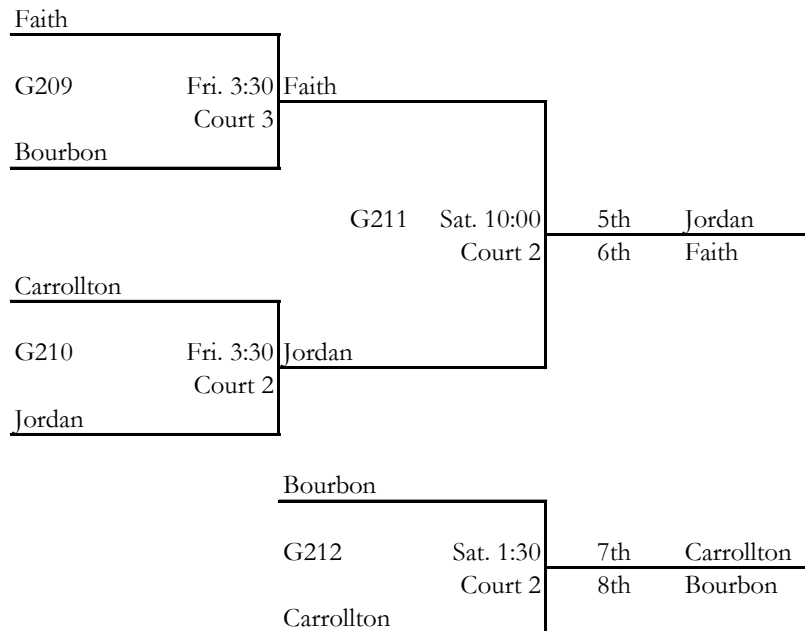 Faith
G209 Fri. 3:30 Faith
Court 3
Bourbon
G211 Sat. 10:00 5th Jordan
Court 2 6th Faith
Carrollton
G210 Fri. 3:30 Jordan
Court 2
Jordan
Bourbon
G212 Sat. 1:30 7th Carrollton
Court 2 8th Bourbon
Carrollton